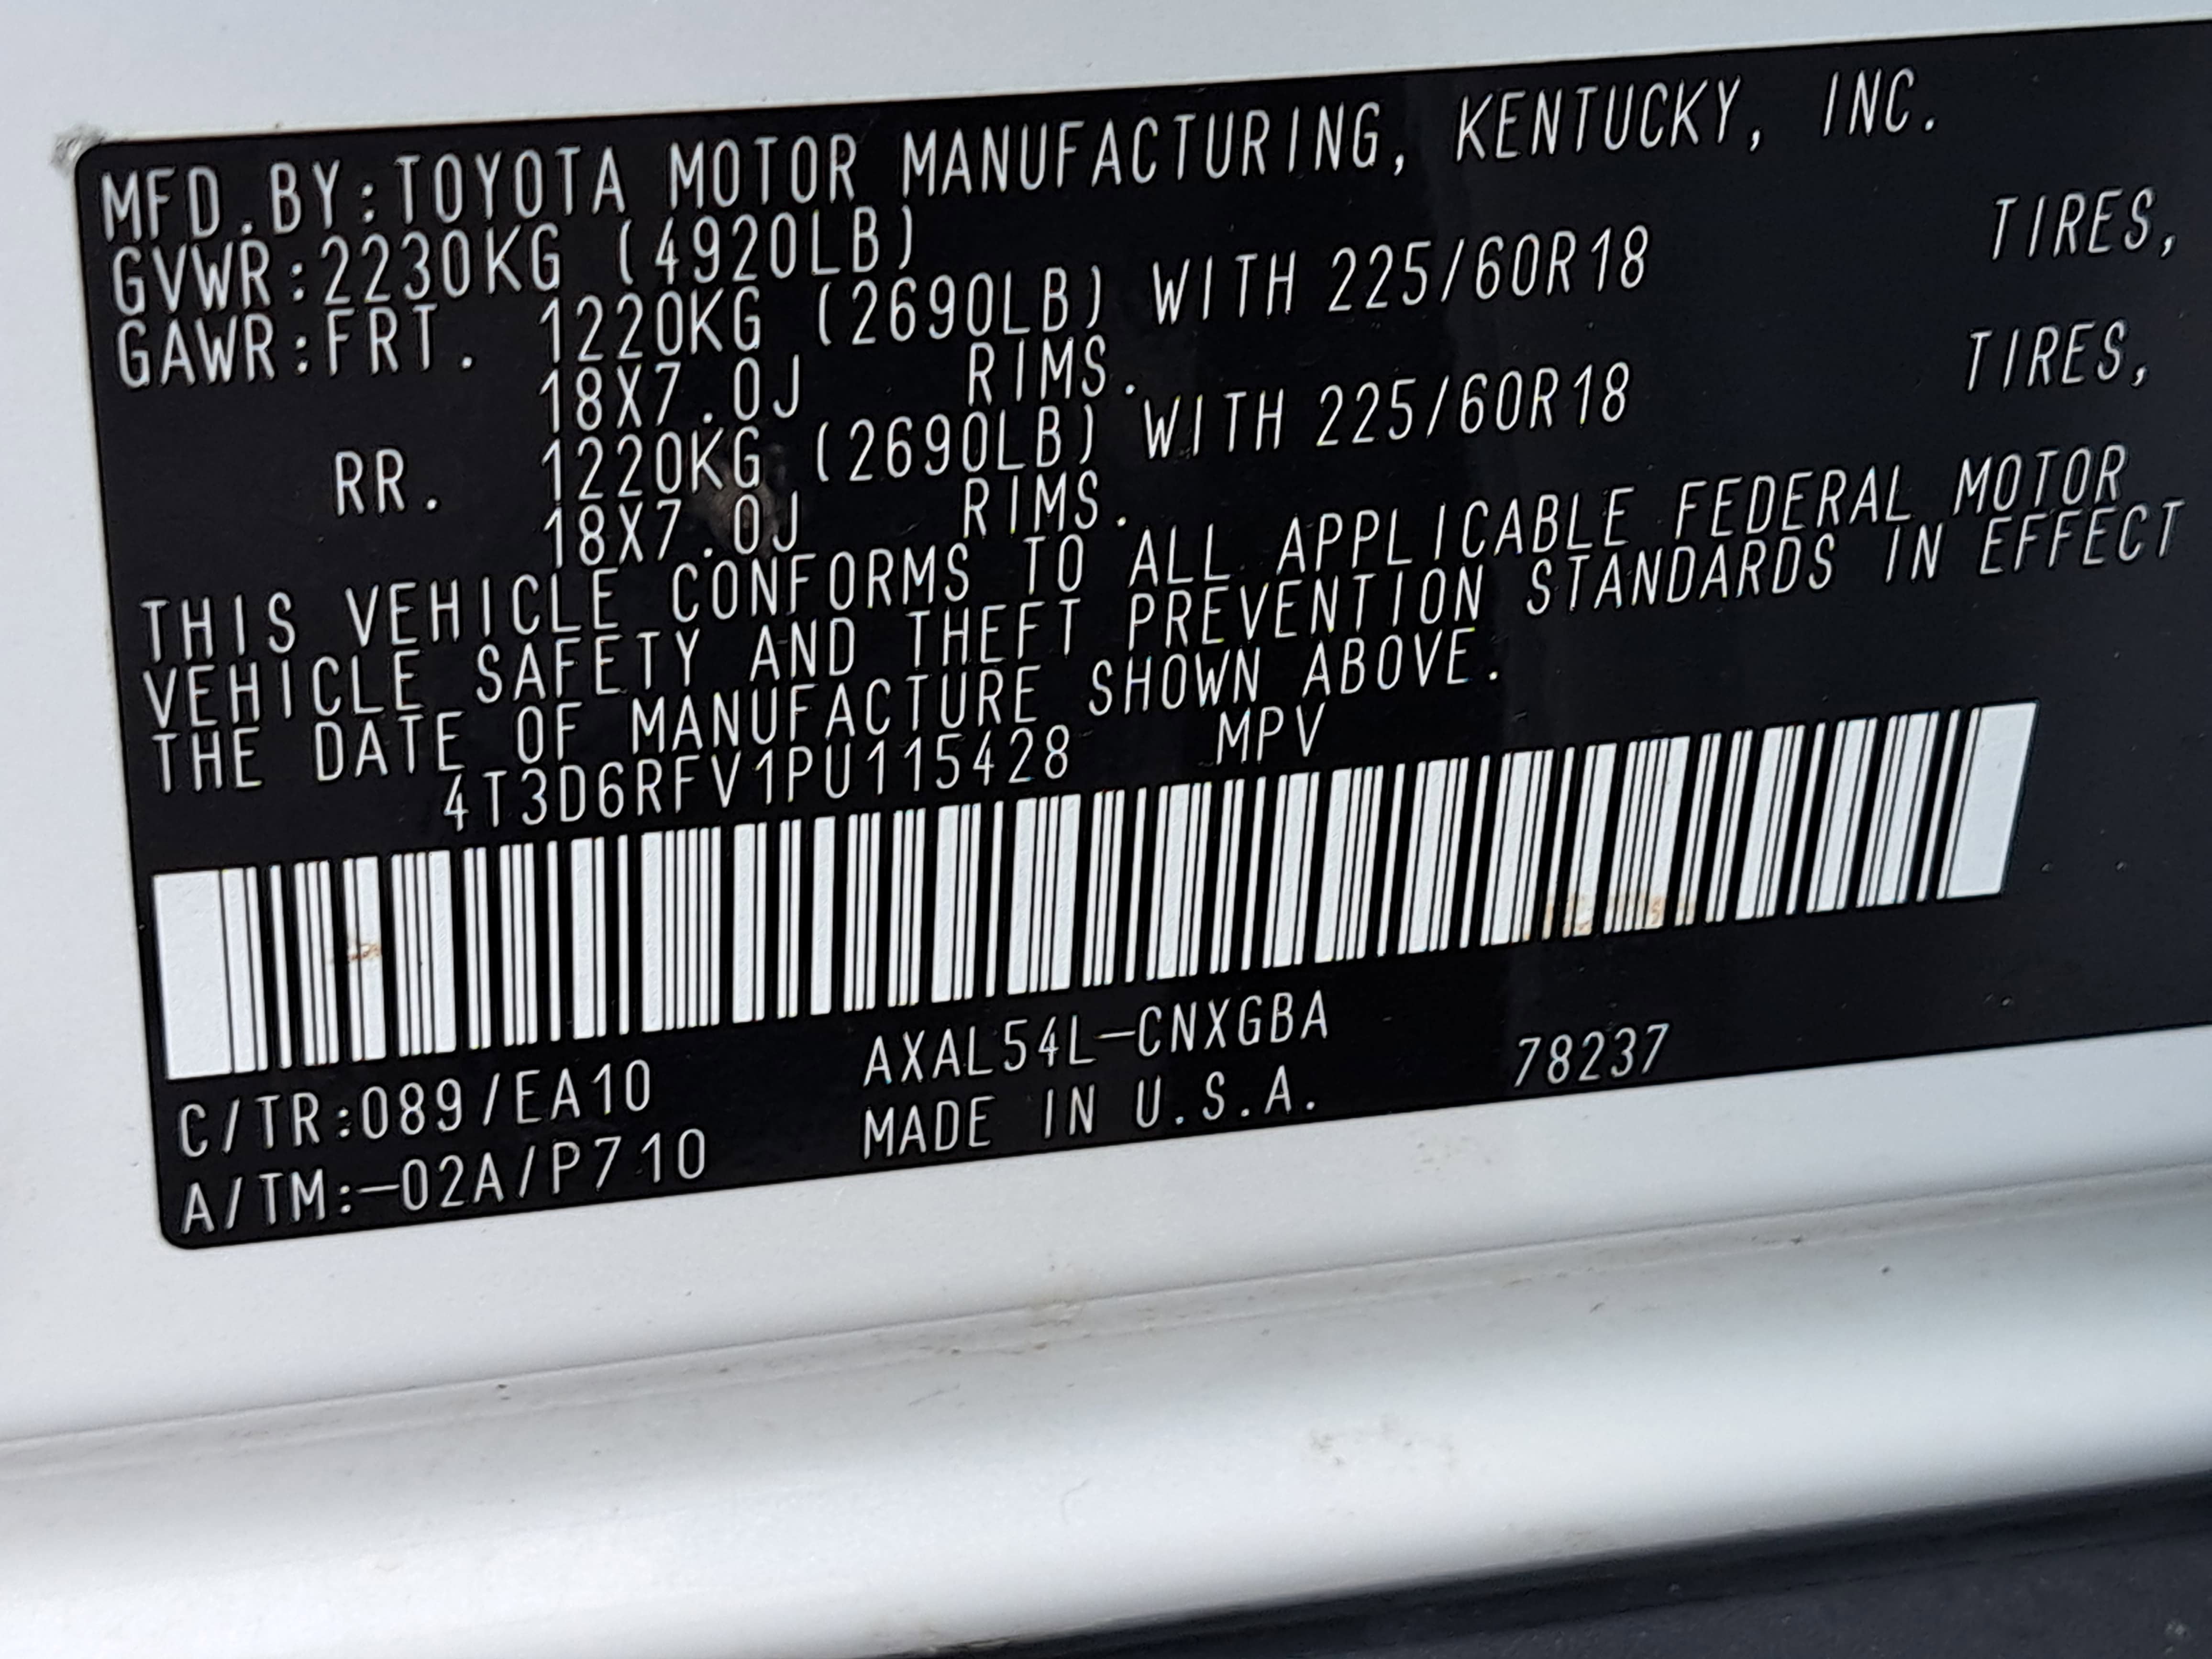 MFD.BY:TOYOTA MOTOR MANUFACTURING, KENTUCKY, INC.
GVWR:2230KG (4920LB)
GAWR:FRT. 1220KG (2690LB) WITH 225/60R18 TIRES,
18X7.0J RIMS.
RR. 1220KG (2690LB) WITH 225/60R18 TIRES,
18X7.0J RIMS.
THIS VEHICLE CONFORMS TO ALL APPLICABLE FEDERAL MOTOR
VEHICLE SAFETY AND THEFT PREVENTION STANDARDS IN EFFECT
THE DATE OF MANUFACTURE SHOWN ABOVE.
4T3D6RFV1PU115428 MPV
C/TR:089/EA10 AXAL54L-CNXGBA
A/TM:-02A/P710 MADE IN U.S.A. 78237